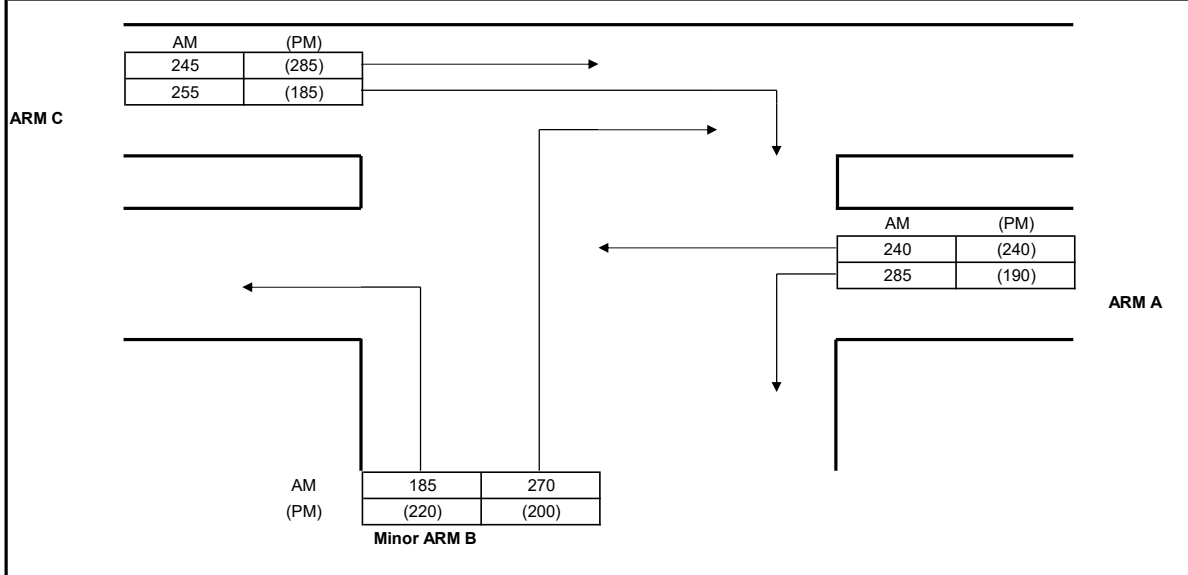 AM (PM)
245 (285)
255 (185)
ARM C
AM (PM)
240 (240)
285 (190)
ARM A
AM 185 270
(PM) (220) (200)
Minor ARM B